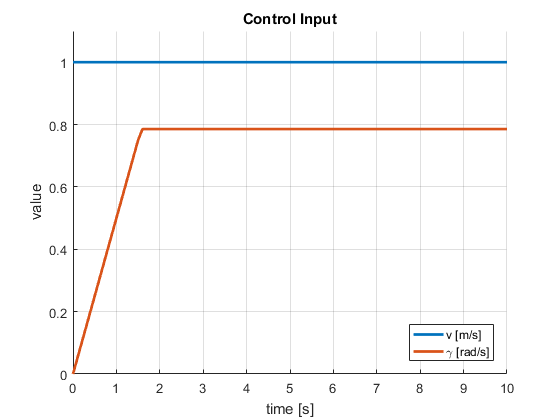 Control Input
value
1
0.8
0.6
0.4
0.2
0
0 1 2 3 4 5 6 7 8 9 10
time [s]
v [m/s]
γ [rad/s]